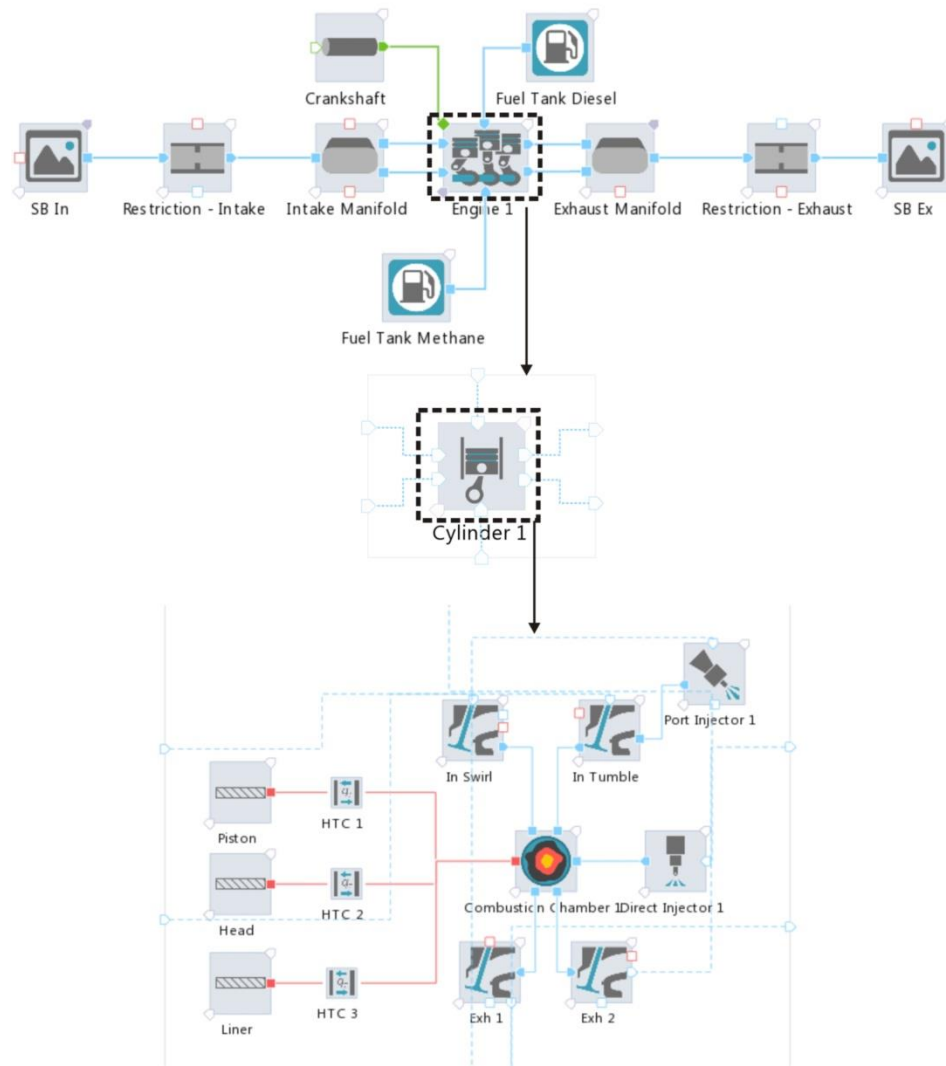 Crankshaft
Fuel Tank Diesel
SB In
Restriction - Intake
Intake Manifold
Engine 1
Exhaust Manifold
Restriction - Exhaust
SB Ex
Fuel Tank Methane
Cylinder 1
Port Injector 1
In Swirl
In Tumble
HTC 1
Piston
Combustion Chamber 1
Direct Injector 1
HTC 2
Head
HTC 3
Exh 1
Exh 2
Liner